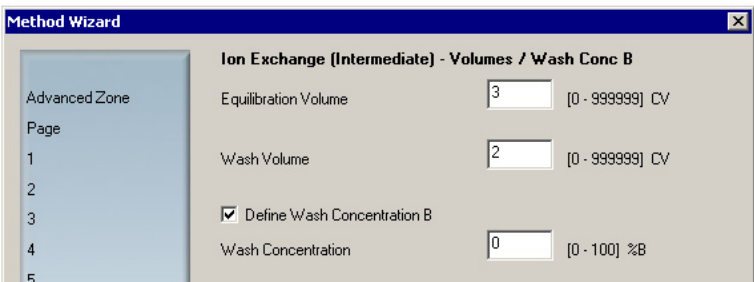 Method Wizard
Ion Exchange (Intermediate) - Volumes / Wash Conc B
Advanced Zone
Equilibration Volume 3 [0 - 999999] CV
Page
1
Wash Volume 2 [0 - 999999] CV
2
3
Define Wash Concentration B
4
Wash Concentration 0 [0 - 100] %B
5